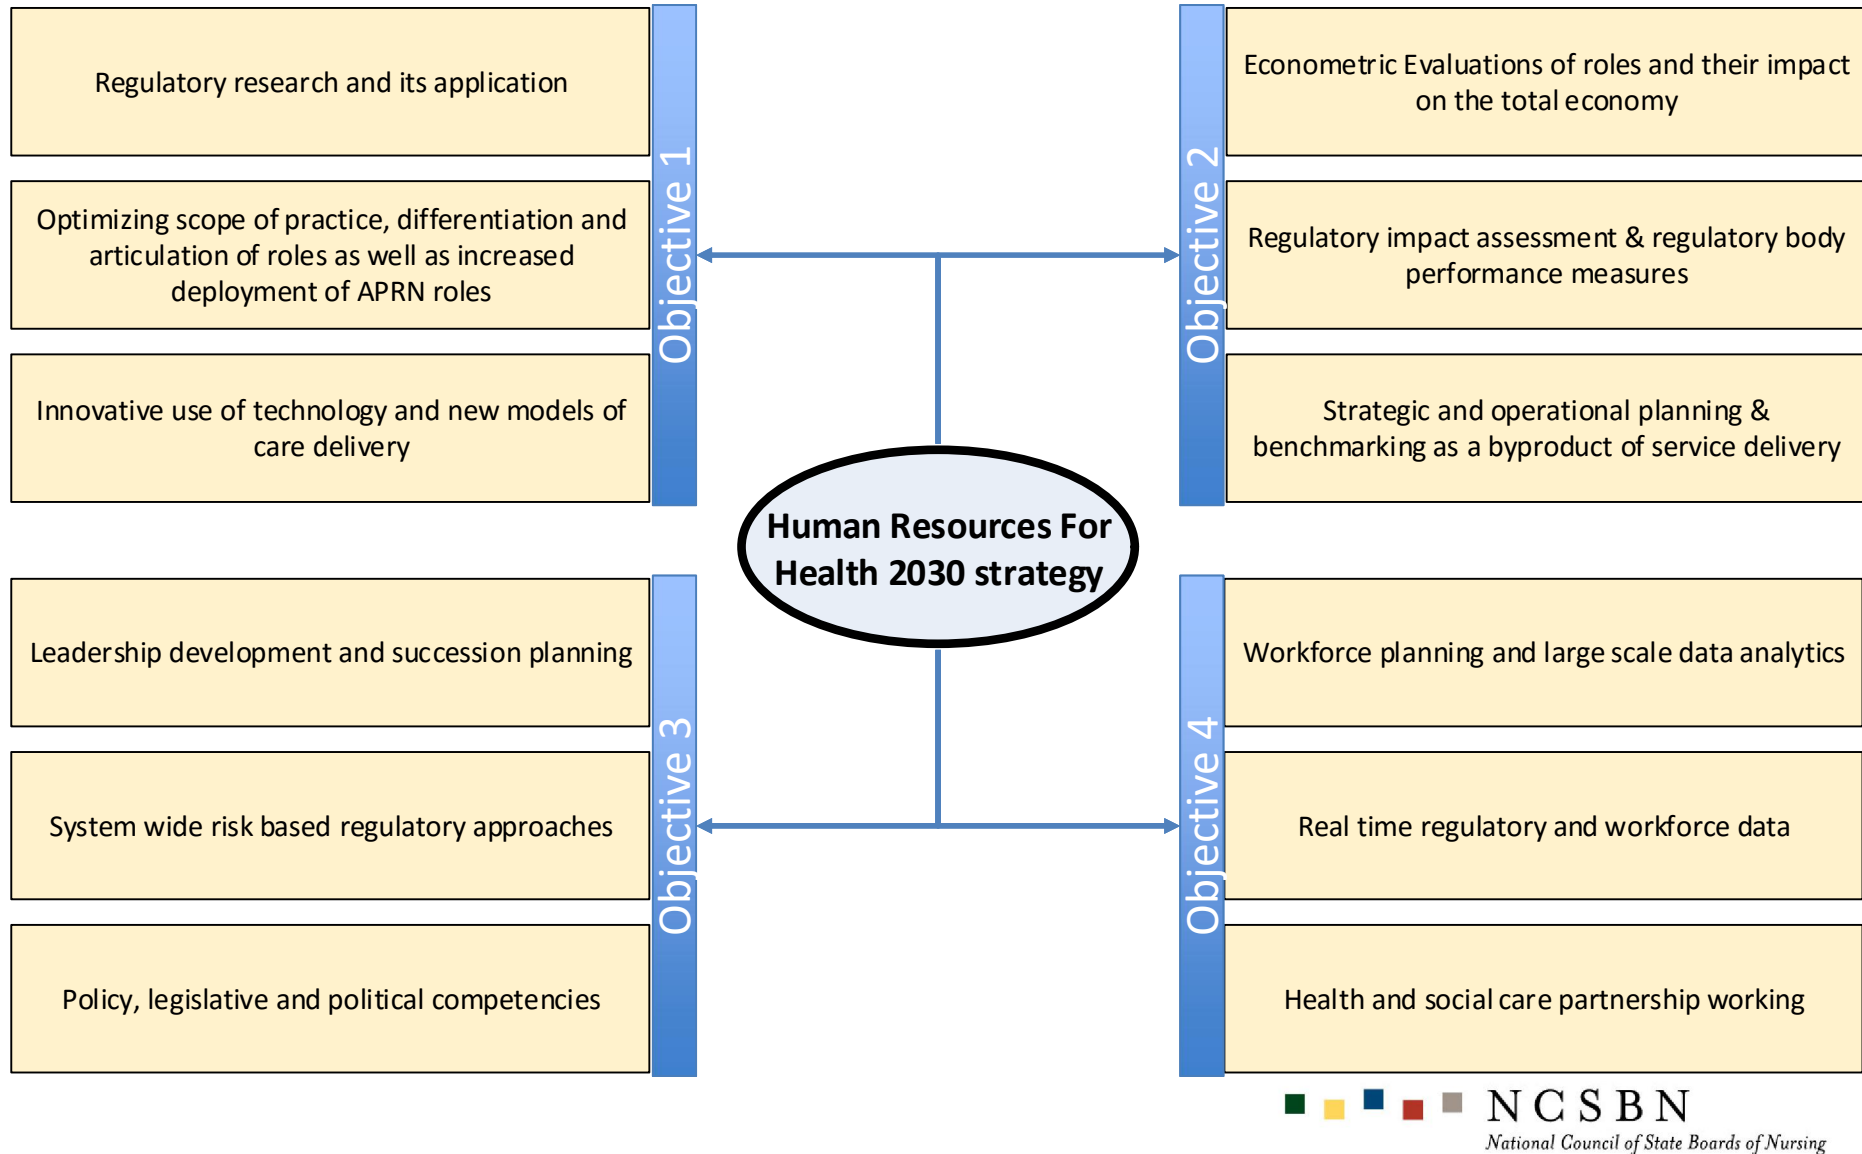 Regulatory research and its application
Optimizing scope of practice, differentiation and
articulation of roles as well as increased
deployment of APRN roles
Innovative use of technology and new models of
care delivery
Objective 1
Objective 2
Econometric Evaluations of roles and their impact
on the total economy
Regulatory impact assessment & regulatory body
performance measures
Strategic and operational planning &
benchmarking as a byproduct of service delivery
Human Resources For
Health 2030 strategy
Leadership development and succession planning
System wide risk based regulatory approaches
Policy, legislative and political competencies
Objective 3
Objective 4
Workforce planning and large scale data analytics
Real time regulatory and workforce data
Health and social care partnership working
NCSBN
National Council of State Boards of Nursing